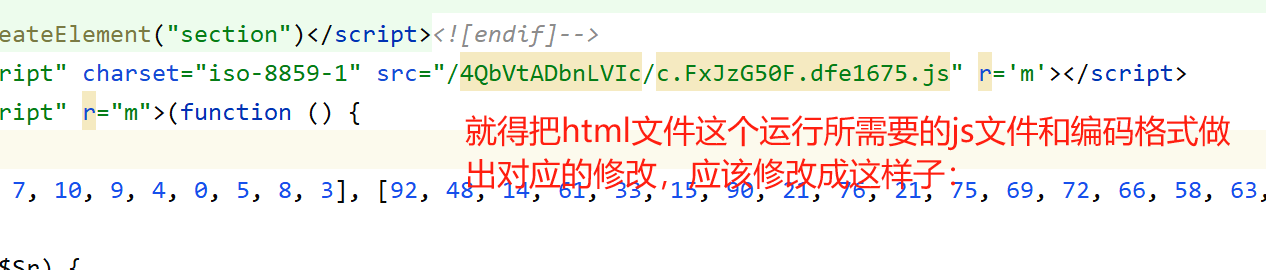 eateElement("section")</script><![endif]-->
ript" charset="iso-8859-1" src="/4QbVtADbnLVIc/c.FxJzG50F.dfe1675.js" r='m'></script>
ript" r="m">(function () {
就得把html文件这个运行所需要的js文件和编码格式做
出对应的修改，应该修改成这样子：
7, 10, 9, 4, 0, 5, 8, 3], [92, 48, 14, 61, 33, 15, 90, 21, 76, 21, 75, 69, 72, 66, 58, 63,
$Sr) {